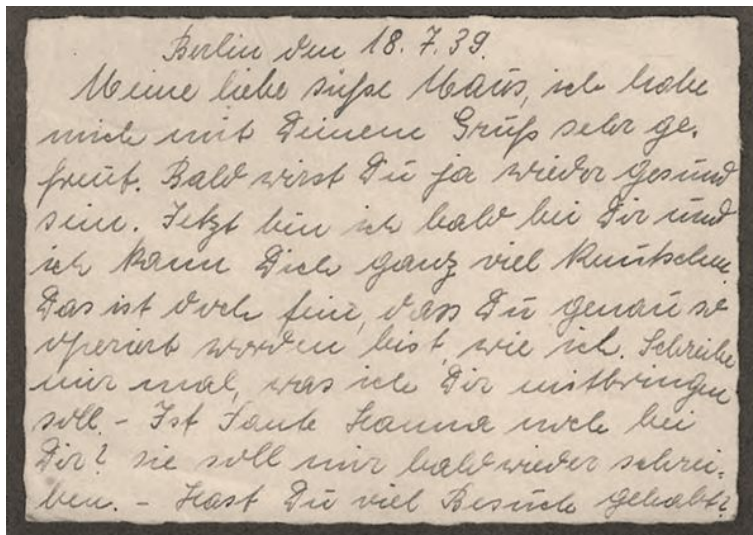 Berlin den 18.7.39.
Meine liebe süße Maus, ich habe
mich mit Deinem Gruß sehr ge-
freut. Bald wirst Du ja wieder gesund
sein. Jetzt bin ich bald bei Dir und
ich kann Dich ganz viel knutschen.
Das ist doch fein, dass Du genau so
operiert worden bist, wie ich. Schreibe
mir mal, was ich Dir mitbringen
soll. - Ist Tante Hanna noch bei
Dir? sie soll mir bald wieder schrei-
ben. - Hast Du viel Besuch gehabt?